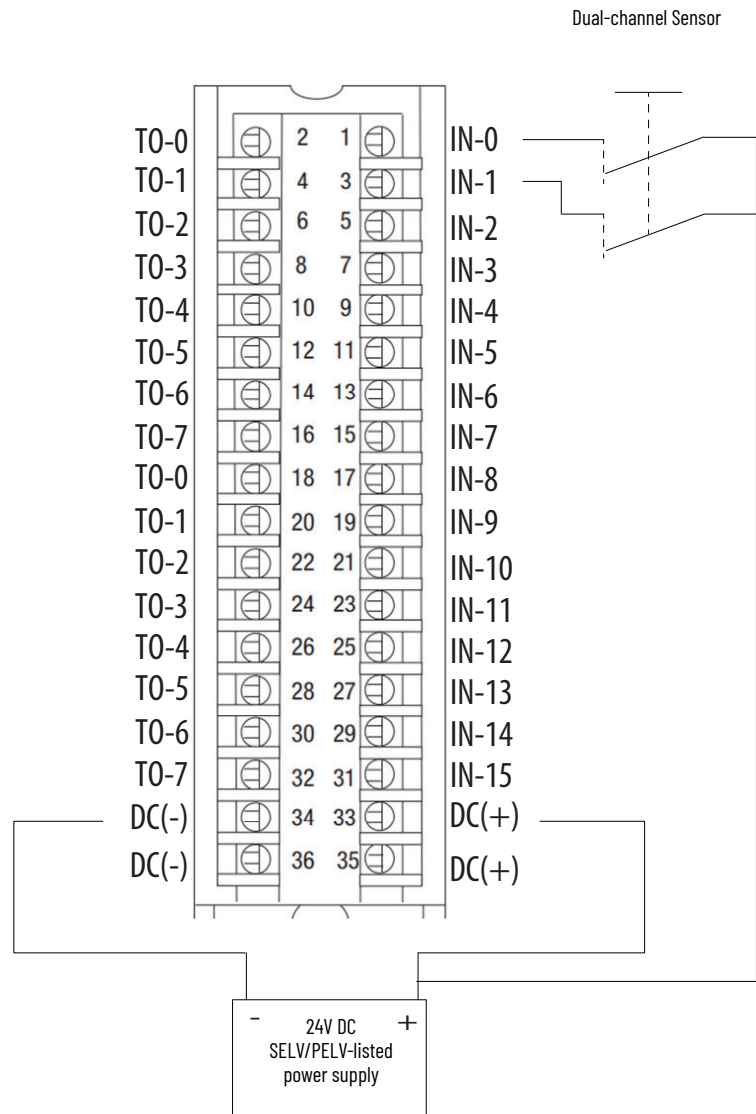 Dual-channel Sensor
TO-0 2 1 IN-0
TO-1 4 3 IN-1
TO-2 6 5 IN-2
TO-3 8 7 IN-3
TO-4 10 9 IN-4
TO-5 12 11 IN-5
TO-6 14 13 IN-6
TO-7 16 15 IN-7
TO-0 18 17 IN-8
TO-1 20 19 IN-9
TO-2 22 21 IN-10
TO-3 24 23 IN-11
TO-4 26 25 IN-12
TO-5 28 27 IN-13
TO-6 30 29 IN-14
TO-7 32 31 IN-15
DC(-) 34 33 DC(+)
DC(-) 36 35 DC(+)
- 24V DC +
SELV/PELV-listed
power supply